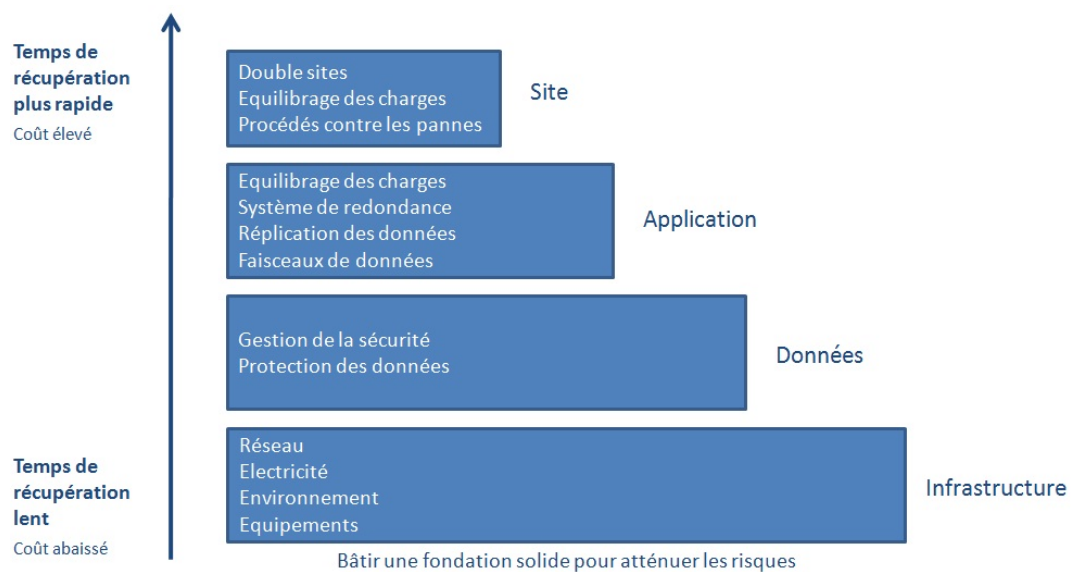 Temps de
récupération
plus rapide
Coût élevé
Double sites
Equilibrage des charges
Procédés contre les pannes
Site
Equilibrage des charges
Système de redondance
Réplication des données
Faisceaux de données
Application
Gestion de la sécurité
Protection des données
Données
Temps de
récupération
lent
Coût abaissé
Réseau
Electricité
Environnement
Equipements
Infrastructure
Bâtir une fondation solide pour atténuer les risques